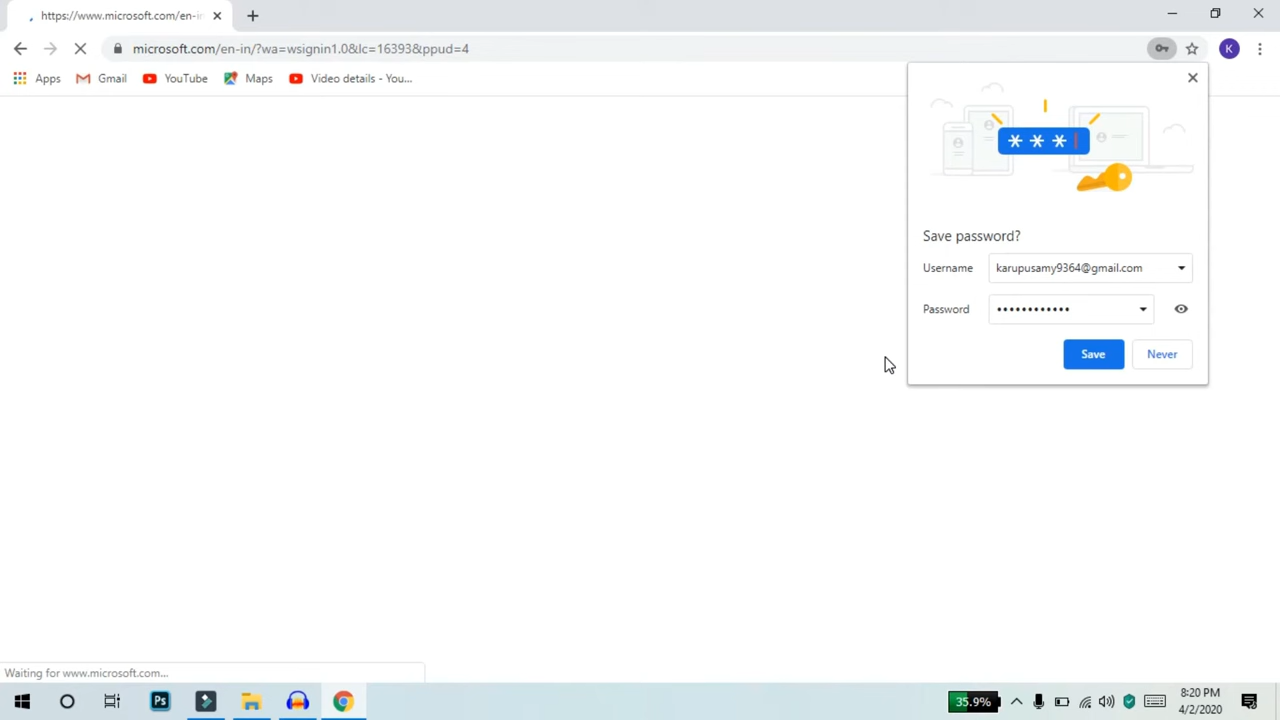 https://www.microsoft.com/en-in
microsoft.com/en-in/?wa=wsignin1.0&lc=16393&ppud=4
K
Apps
Gmail
YouTube
Maps
Video details - You...
* * *
Save password?
Username
karupusamy9364@gmail.com
Password
••••••••••••
Save
Never
Waiting for www.microsoft.com...
Ps
35.9%
8:20 PM
4/2/2020